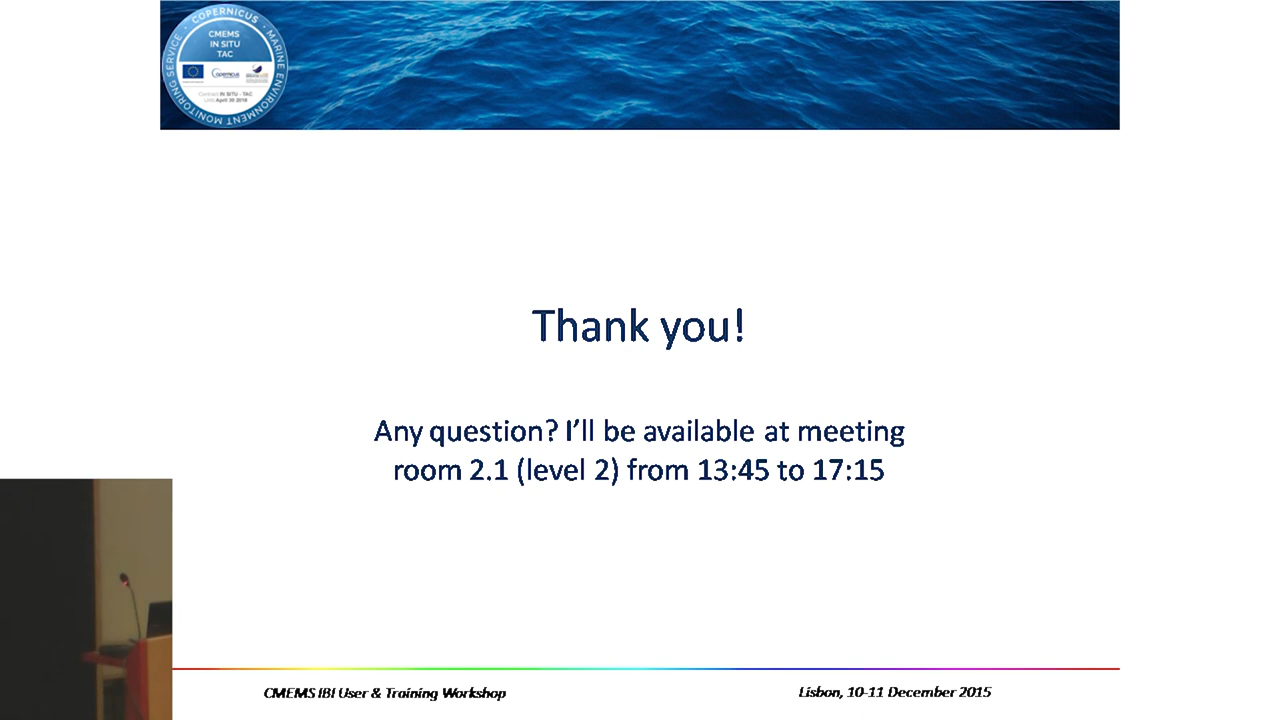 COPERNICUS · MARINE ENVIRONMENT MONITORING SERVICE ·
CMEMS
IN SITU
TAC
Copernicus
Thank you!
Any question? I'll be available at meeting
room 2.1 (level 2) from 13:45 to 17:15
CMEMS IBI User & Training Workshop
Lisbon, 10-11 December 2015